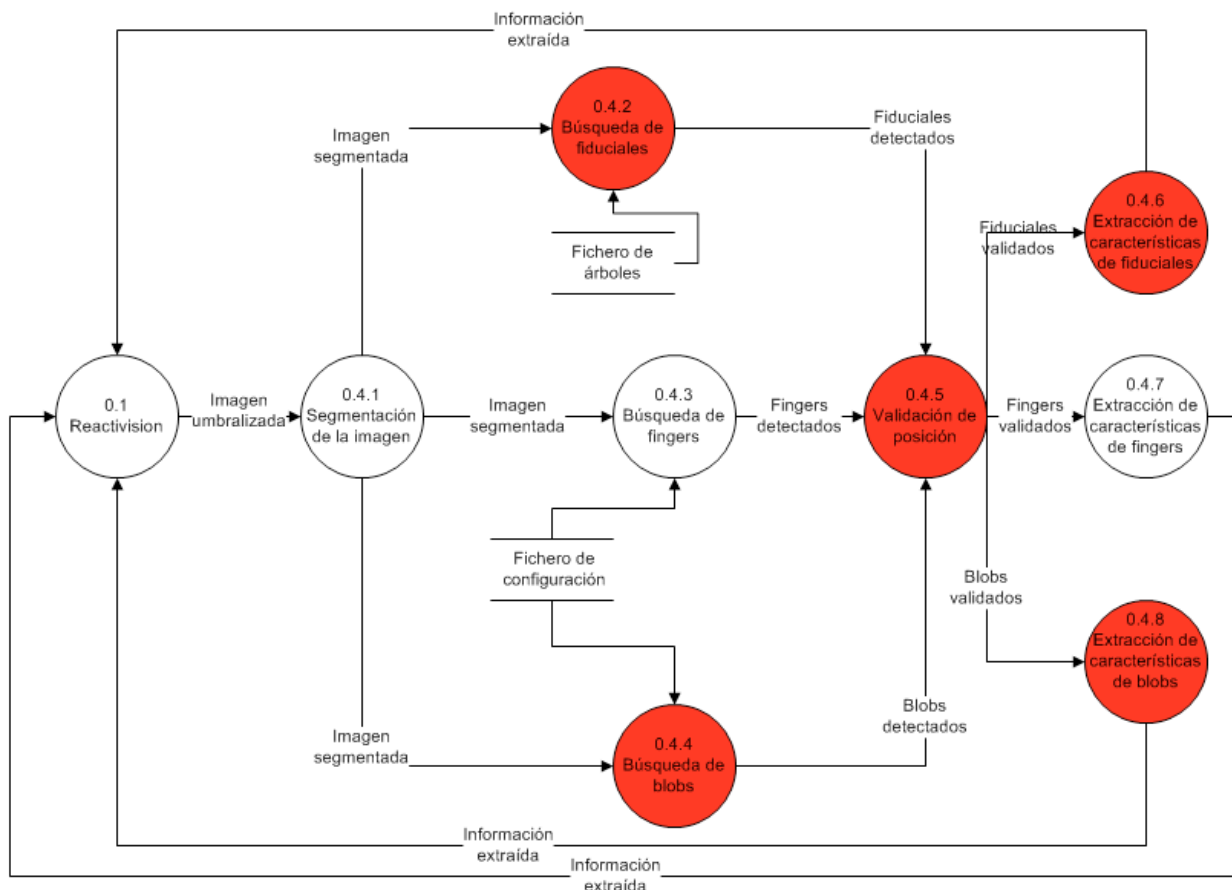 Información
extraída
0.4.2
Búsqueda de
fiduciales
Imagen
segmentada
Fiduciales
detectados
0.4.6
Extracción de
características
de fiduciales
Fiduciales
validados
Fichero de
árboles
0.1
Reactivision
Imagen
umbralizada
0.4.1
Segmentación
de la imagen
Imagen
segmentada
0.4.3
Búsqueda de
fingers
Fingers
detectados
0.4.5
Validación de
posición
Fingers
validados
0.4.7
Extracción de
características
de fingers
Fichero de
configuración
Blobs
validados
0.4.8
Extracción de
características
de blobs
Imagen
segmentada
0.4.4
Búsqueda de
blobs
Blobs
detectados
Información
extraída
Información
extraída